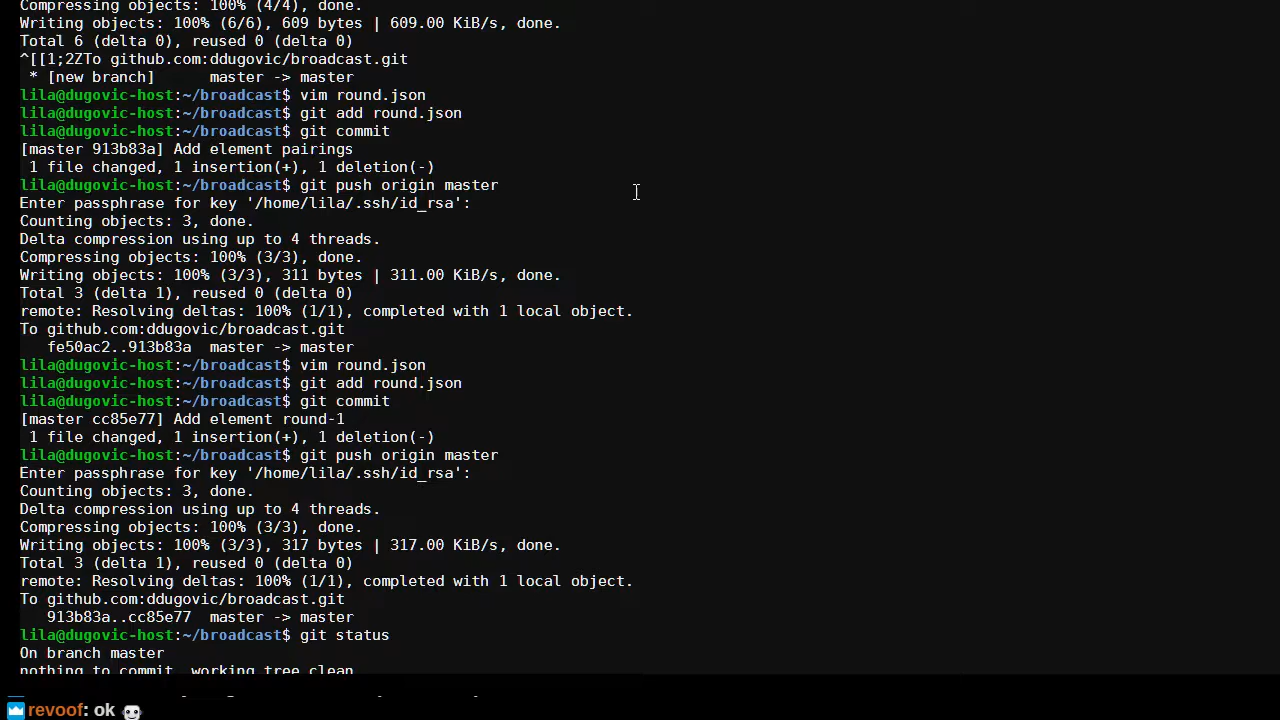 Compressing objects: 100% (4/4), done.
Writing objects: 100% (6/6), 609 bytes | 609.00 KiB/s, done.
Total 6 (delta 0), reused 0 (delta 0)
^[[1;2ZTo github.com:ddugovic/broadcast.git
 * [new branch]      master -> master
lila@dugovic-host:~/broadcast$ vim round.json
lila@dugovic-host:~/broadcast$ git add round.json
lila@dugovic-host:~/broadcast$ git commit
[master 913b83a] Add element pairings
 1 file changed, 1 insertion(+), 1 deletion(-)
lila@dugovic-host:~/broadcast$ git push origin master
Enter passphrase for key '/home/lila/.ssh/id_rsa':
Counting objects: 3, done.
Delta compression using up to 4 threads.
Compressing objects: 100% (3/3), done.
Writing objects: 100% (3/3), 311 bytes | 311.00 KiB/s, done.
Total 3 (delta 1), reused 0 (delta 0)
remote: Resolving deltas: 100% (1/1), completed with 1 local object.
To github.com:ddugovic/broadcast.git
   fe50ac2..913b83a  master -> master
lila@dugovic-host:~/broadcast$ vim round.json
lila@dugovic-host:~/broadcast$ git add round.json
lila@dugovic-host:~/broadcast$ git commit
[master cc85e77] Add element round-1
 1 file changed, 1 insertion(+), 1 deletion(-)
lila@dugovic-host:~/broadcast$ git push origin master
Enter passphrase for key '/home/lila/.ssh/id_rsa':
Counting objects: 3, done.
Delta compression using up to 4 threads.
Compressing objects: 100% (3/3), done.
Writing objects: 100% (3/3), 317 bytes | 317.00 KiB/s, done.
Total 3 (delta 1), reused 0 (delta 0)
remote: Resolving deltas: 100% (1/1), completed with 1 local object.
To github.com:ddugovic/broadcast.git
   913b83a..cc85e77  master -> master
lila@dugovic-host:~/broadcast$ git status
On branch master
nothing to commit, working tree clean
revoof: ok